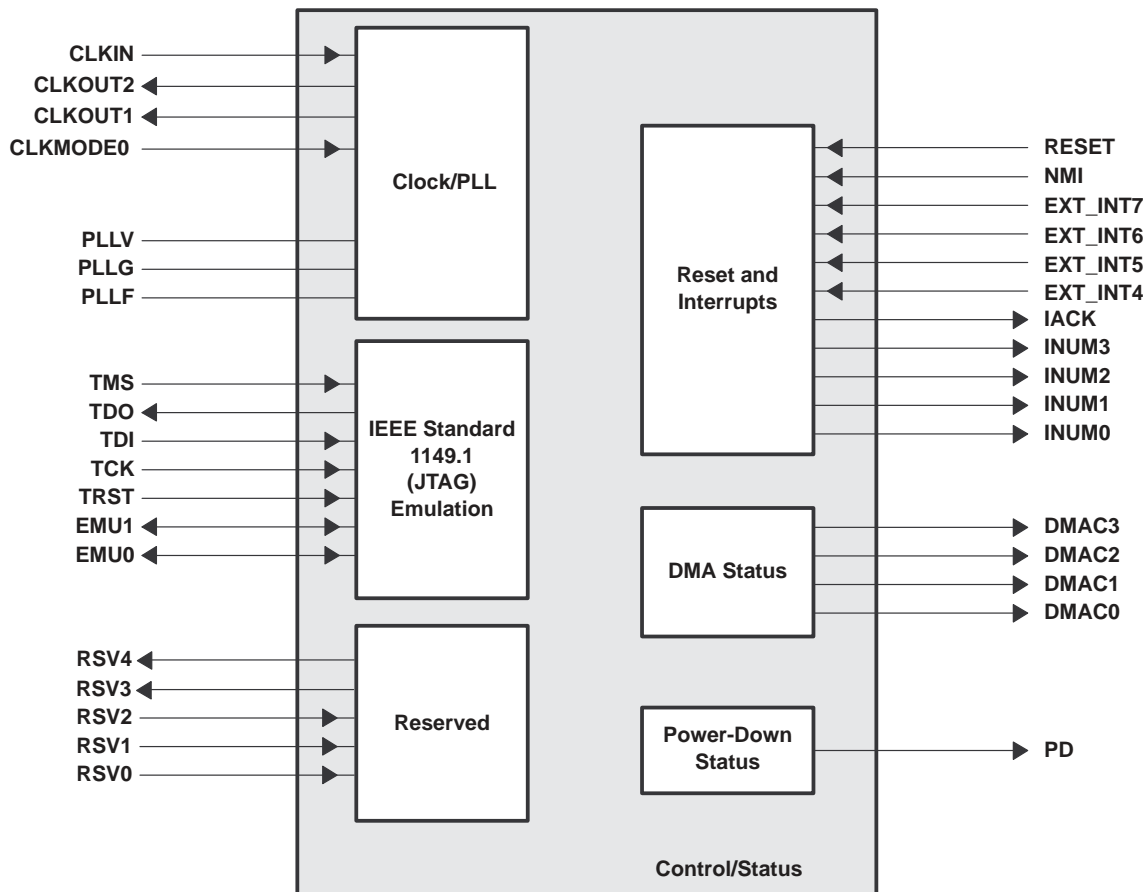 CLKIN
CLKOUT2
CLKOUT1
CLKMODE0
PLLV
PLLG
PLLF
Clock/PLL
TMS
TDO
TDI
TCK
TRST
EMU1
EMU0
IEEE Standard
1149.1
(JTAG)
Emulation
RSV4
RSV3
RSV2
RSV1
RSV0
Reserved
Reset and
Interrupts
RESET
NMI
EXT_INT7
EXT_INT6
EXT_INT5
EXT_INT4
IACK
INUM3
INUM2
INUM1
INUM0
DMA Status
DMAC3
DMAC2
DMAC1
DMAC0
Power-Down
Status
PD
Control/Status